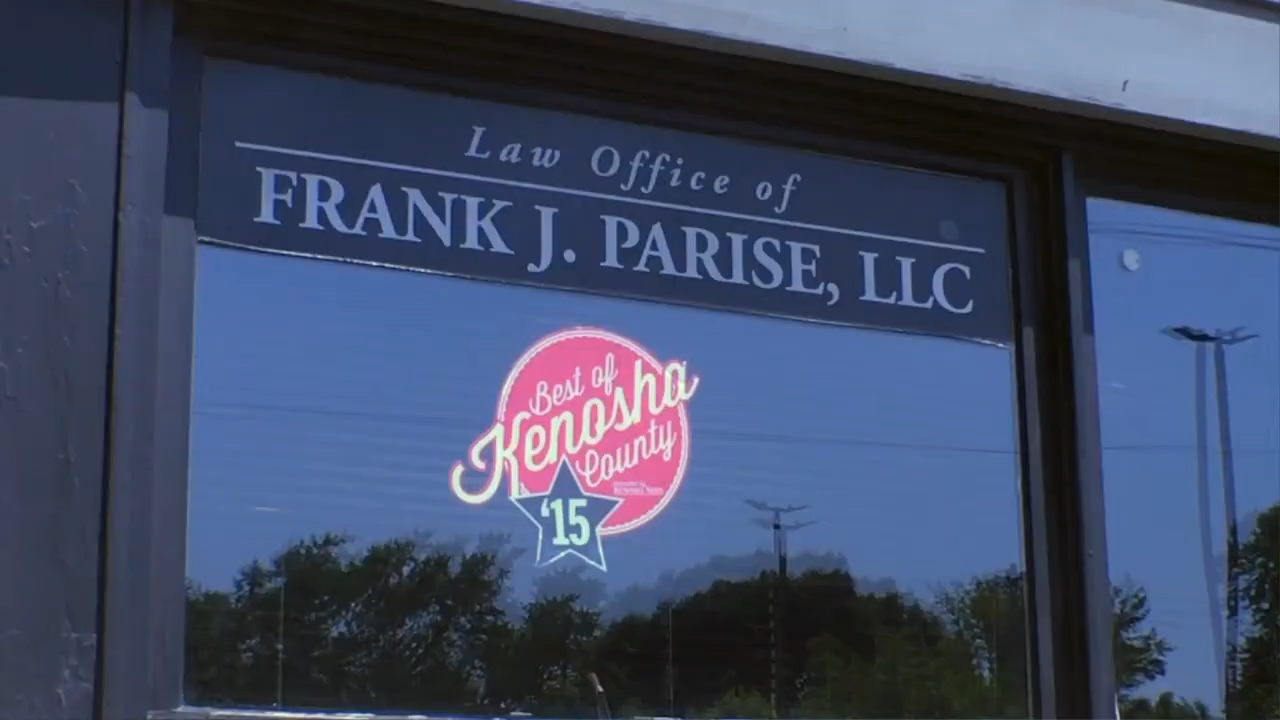 Law Office of
FRANK J. PARISE, LLC
Best of
Kenosha
County
'15